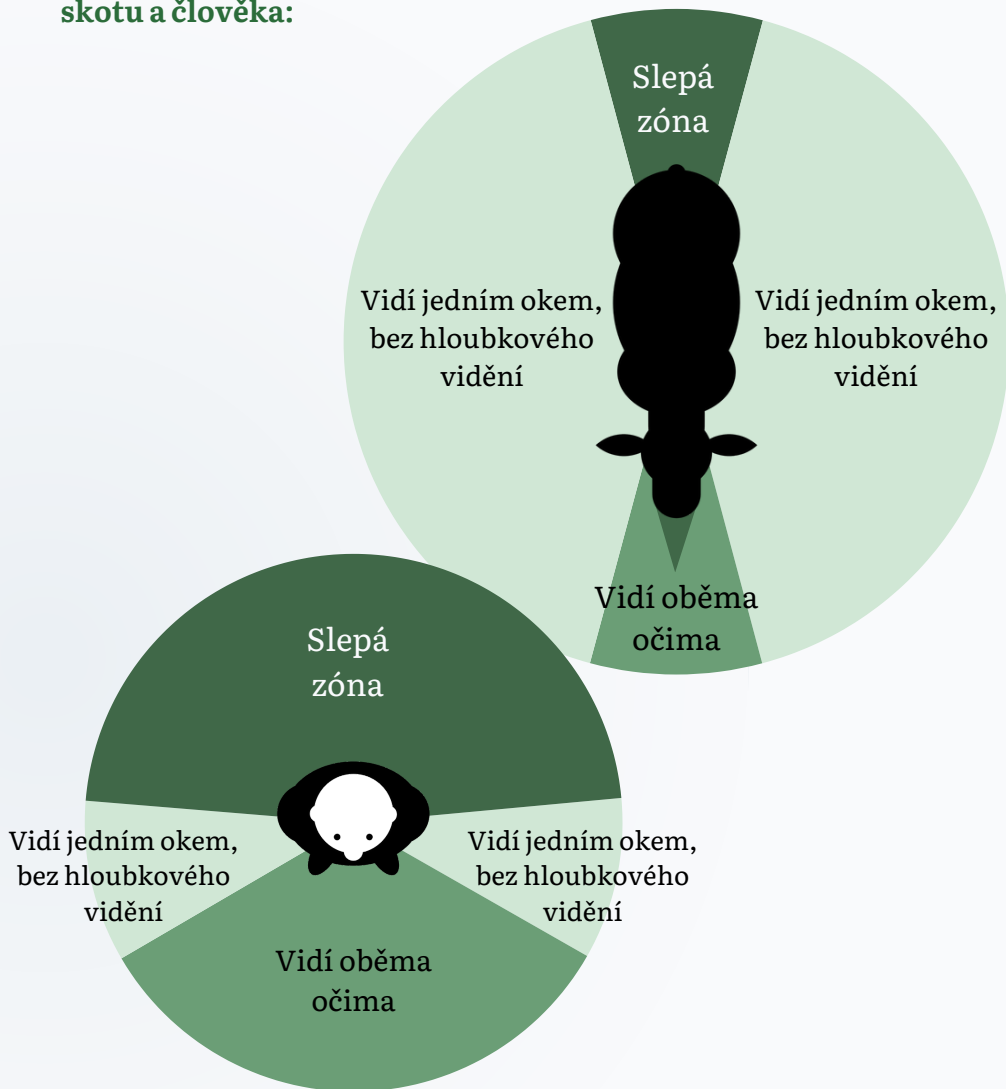 skotu a člověka:
Slepá
zóna
Vidí jedním okem,
bez hloubkového
vidění
Vidí jedním okem,
bez hloubkového
vidění
Vidí oběma
očima
Slepá
zóna
Vidí jedním okem,
bez hloubkového
vidění
Vidí jedním okem,
bez hloubkového
vidění
Vidí oběma
očima